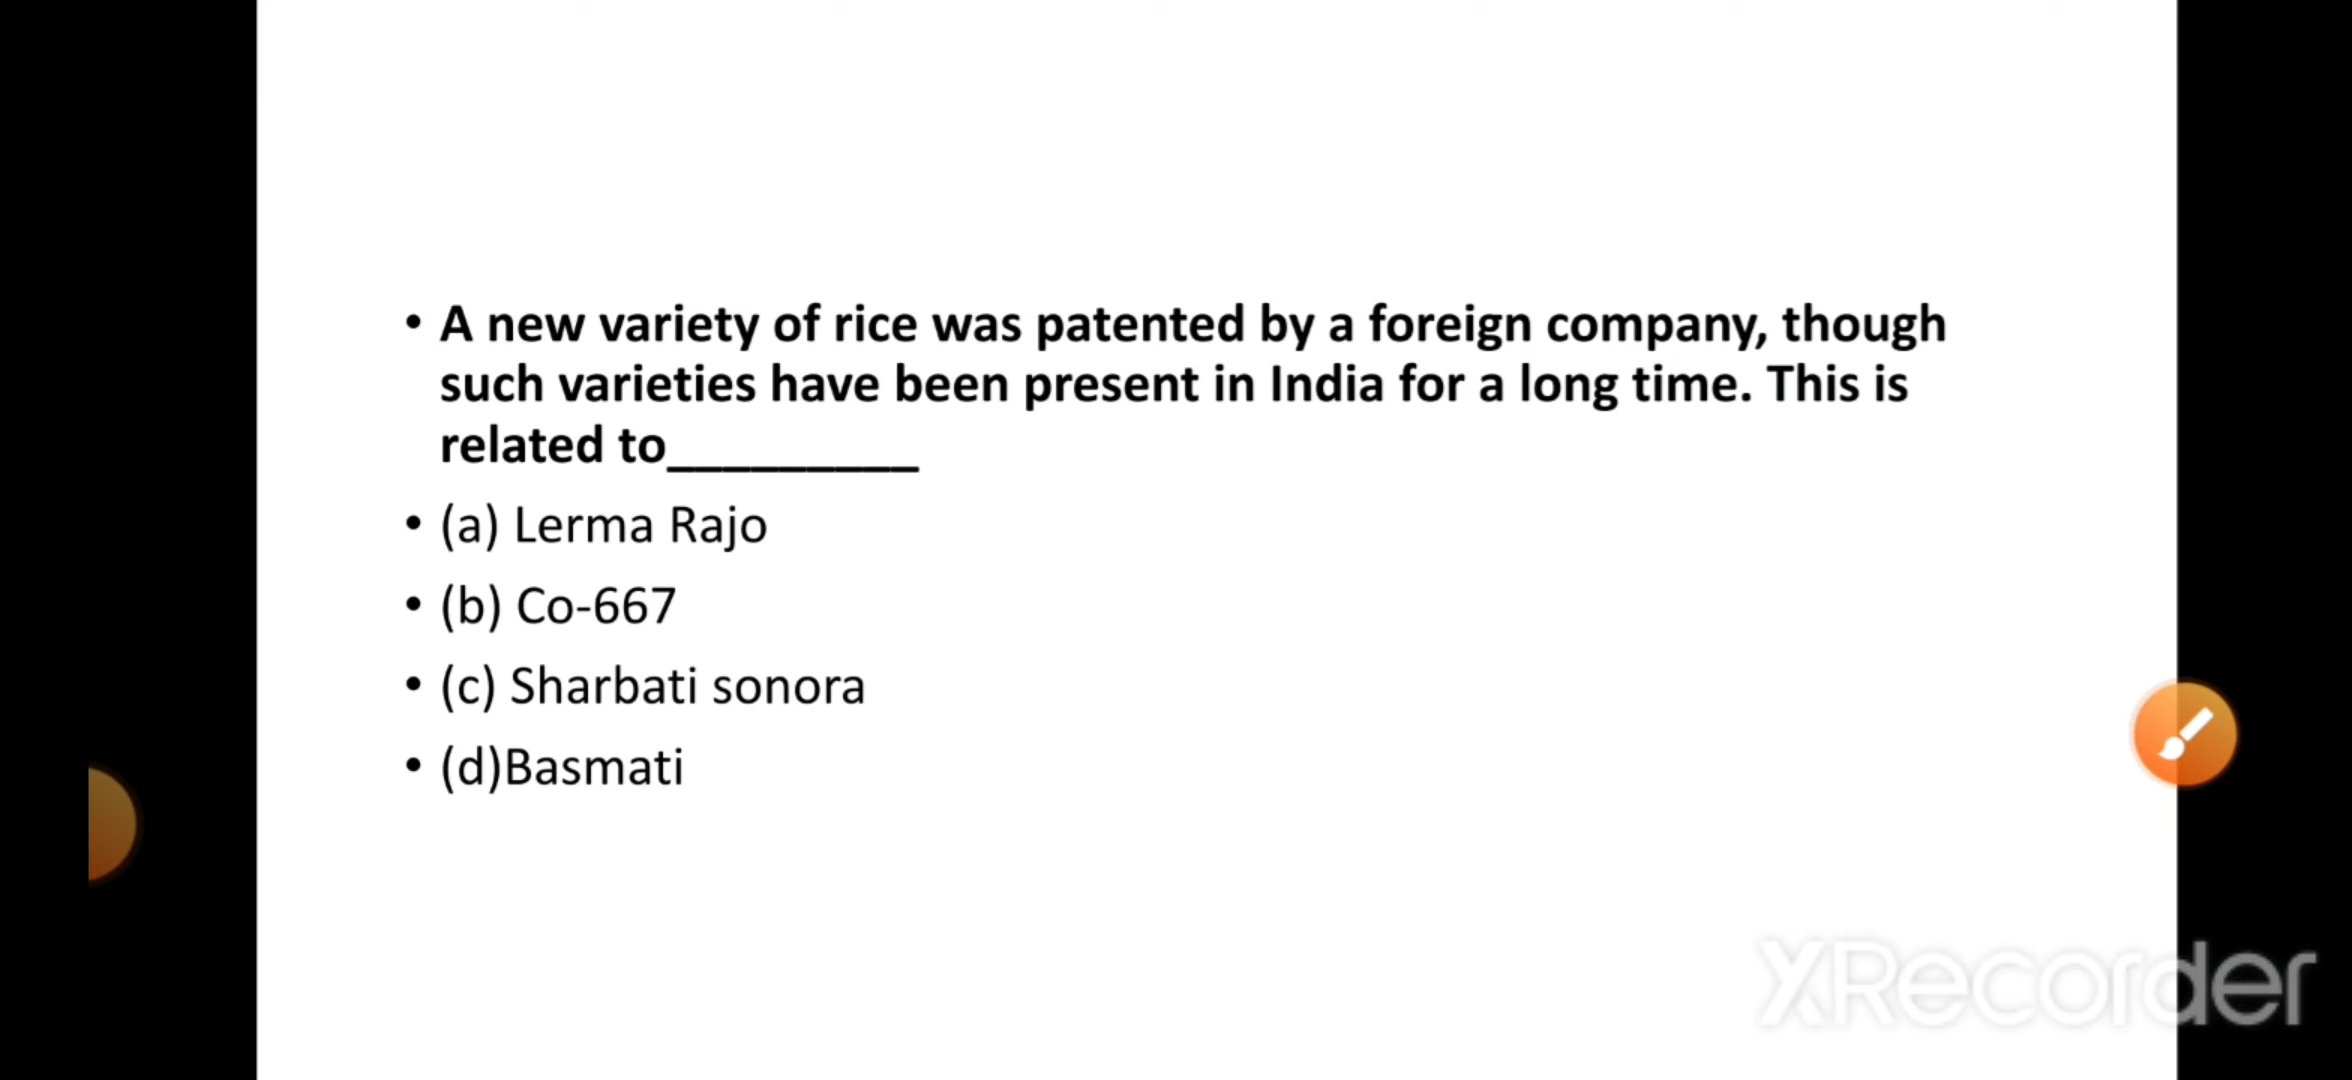 • A new variety of rice was patented by a foreign company, though
such varieties have been present in India for a long time. This is
related to_________
• (a) Lerma Rajo
• (b) Co-667
• (c) Sharbati sonora
• (d)Basmati
XRecorder